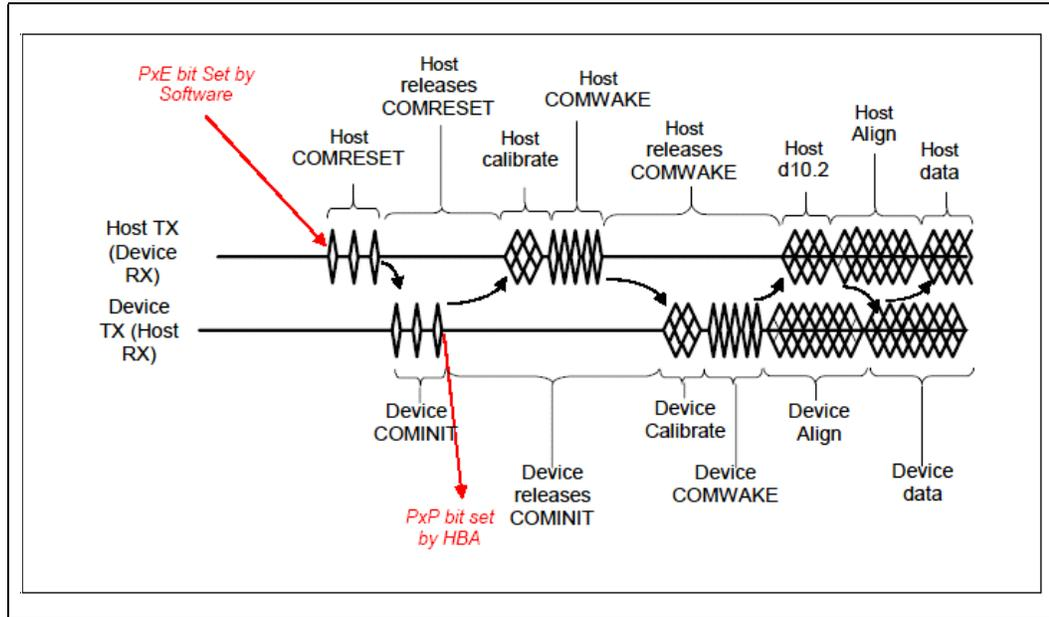 PxE bit Set by
Software
Host
releases
COMRESET
Host
COMWAKE
Host
COMRESET
Host
calibrate
Host
releases
COMWAKE
Host
d10.2
Host
Align
Host
data
Host TX
(Device
RX)
Device
TX (Host
RX)
Device
COMINIT
Device
releases
COMINIT
Device
Calibrate
Device
COMWAKE
Device
Align
Device
data
PxP bit set
by HBA